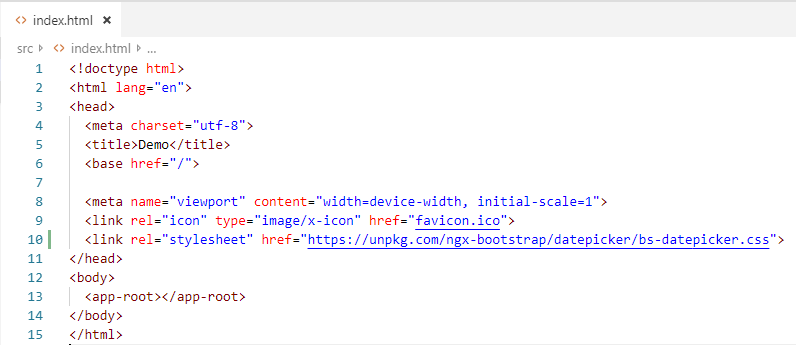 index.html ×
src index.html ...
1 <!doctype html>
2 <html lang="en">
3 <head>
4   <meta charset="utf-8">
5   <title>Demo</title>
6   <base href="/">
7
8   <meta name="viewport" content="width=device-width, initial-scale=1">
9   <link rel="icon" type="image/x-icon" href="favicon.ico">
10   <link rel="stylesheet" href="https://unpkg.com/ngx-bootstrap/datepicker/bs-datepicker.css">
11 </head>
12 <body>
13   <app-root></app-root>
14 </body>
15 </html>